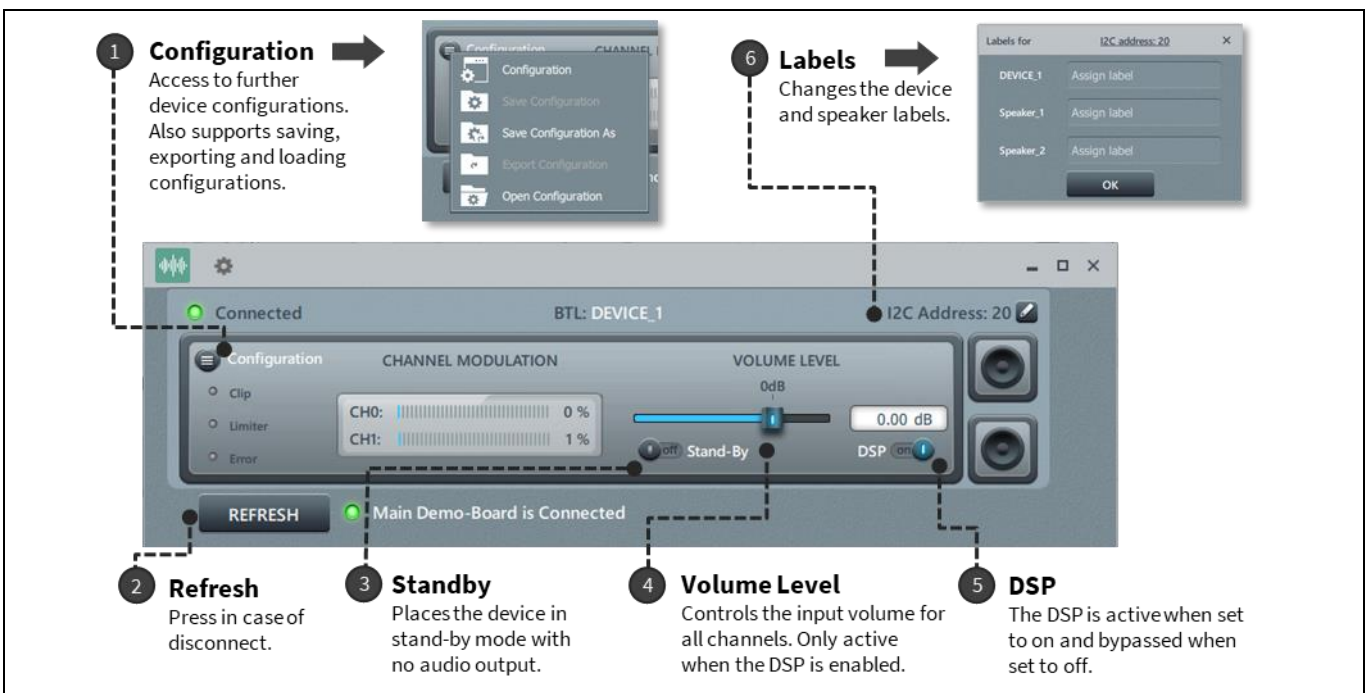 1 Configuration
Access to further
device configurations.
Also supports saving,
exporting and loading
configurations.
Configuration
CHANNEL
Configuration
Save Configuration
Save Configuration As
Export Configuration
Open Configuration
6 Labels
Changes the device
and speaker labels.
Labels for I2C address: 20
DEVICE_1 Assign label
Speaker_1 Assign label
Speaker_2 Assign label
OK
Connected BTL: DEVICE_1 I2C Address: 20
Configuration CHANNEL MODULATION VOLUME LEVEL
0dB
Clip
CH0: 0 % 0.00 dB
Limiter
CH1: 1 %
off Stand-By DSP on
Error
REFRESH Main Demo-Board is Connected
2 Refresh
Press in case of
disconnect.
3 Standby
Places the device in
stand-by mode with
no audio output.
4 Volume Level
Controls the input volume for
all channels. Only active
when the DSP is enabled.
5 DSP
The DSP is active when set
to on and bypassed when
set to off.